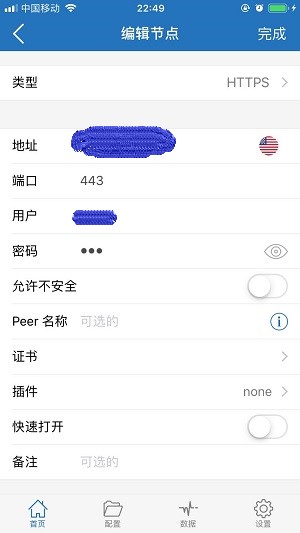 中国移动 22:49
编辑节点 完成
类型 HTTPS
地址
端口 443
用户
密码 •••
允许不安全
Peer 名称 可选的
证书
插件 none
快速打开
备注 可选的
首页 配置 数据 设置